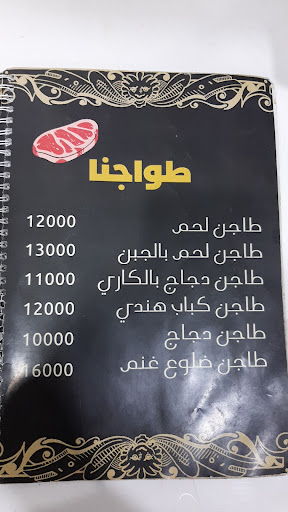 طواجنا
طاجن لحم 12000
طاجن لحم بالجبن 13000
طاجن دجاج بالكاري 11000
طاجن كباب هندي 12000
طاجن دجاج 10000
طاجن ضلوع غنم 16000